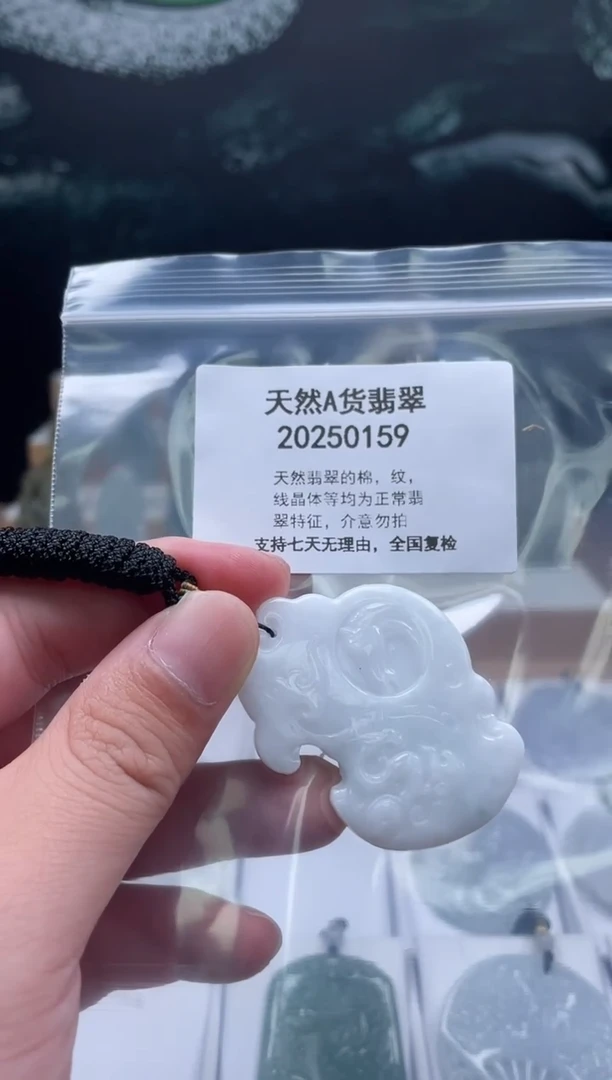 天然A货翡翠
20250159
天然翡翠的棉，纹，
线晶体等均为正常翡
翠特征，介意勿拍
支持七天无理由，全国复检